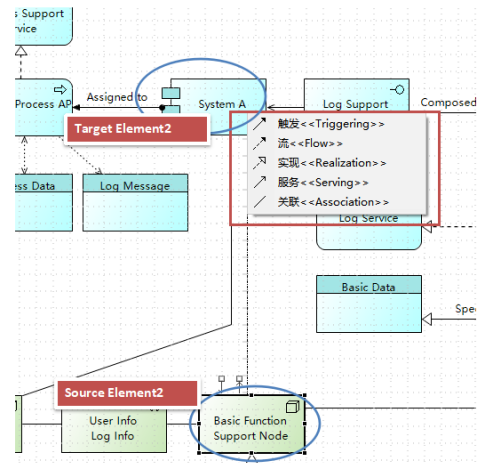 s Support
rvice
Process AP
Assigned to
System A
Log Support
Composed
Target Element2
触发<<Triggering>>
流<<Flow>>
实现<<Realization>>
服务<<Serving>>
关联<<Association>>
ess Data
Log Message
Log Service
Basic Data
Spe
Source Element2
User Info
Log Info
Basic Function
Support Node